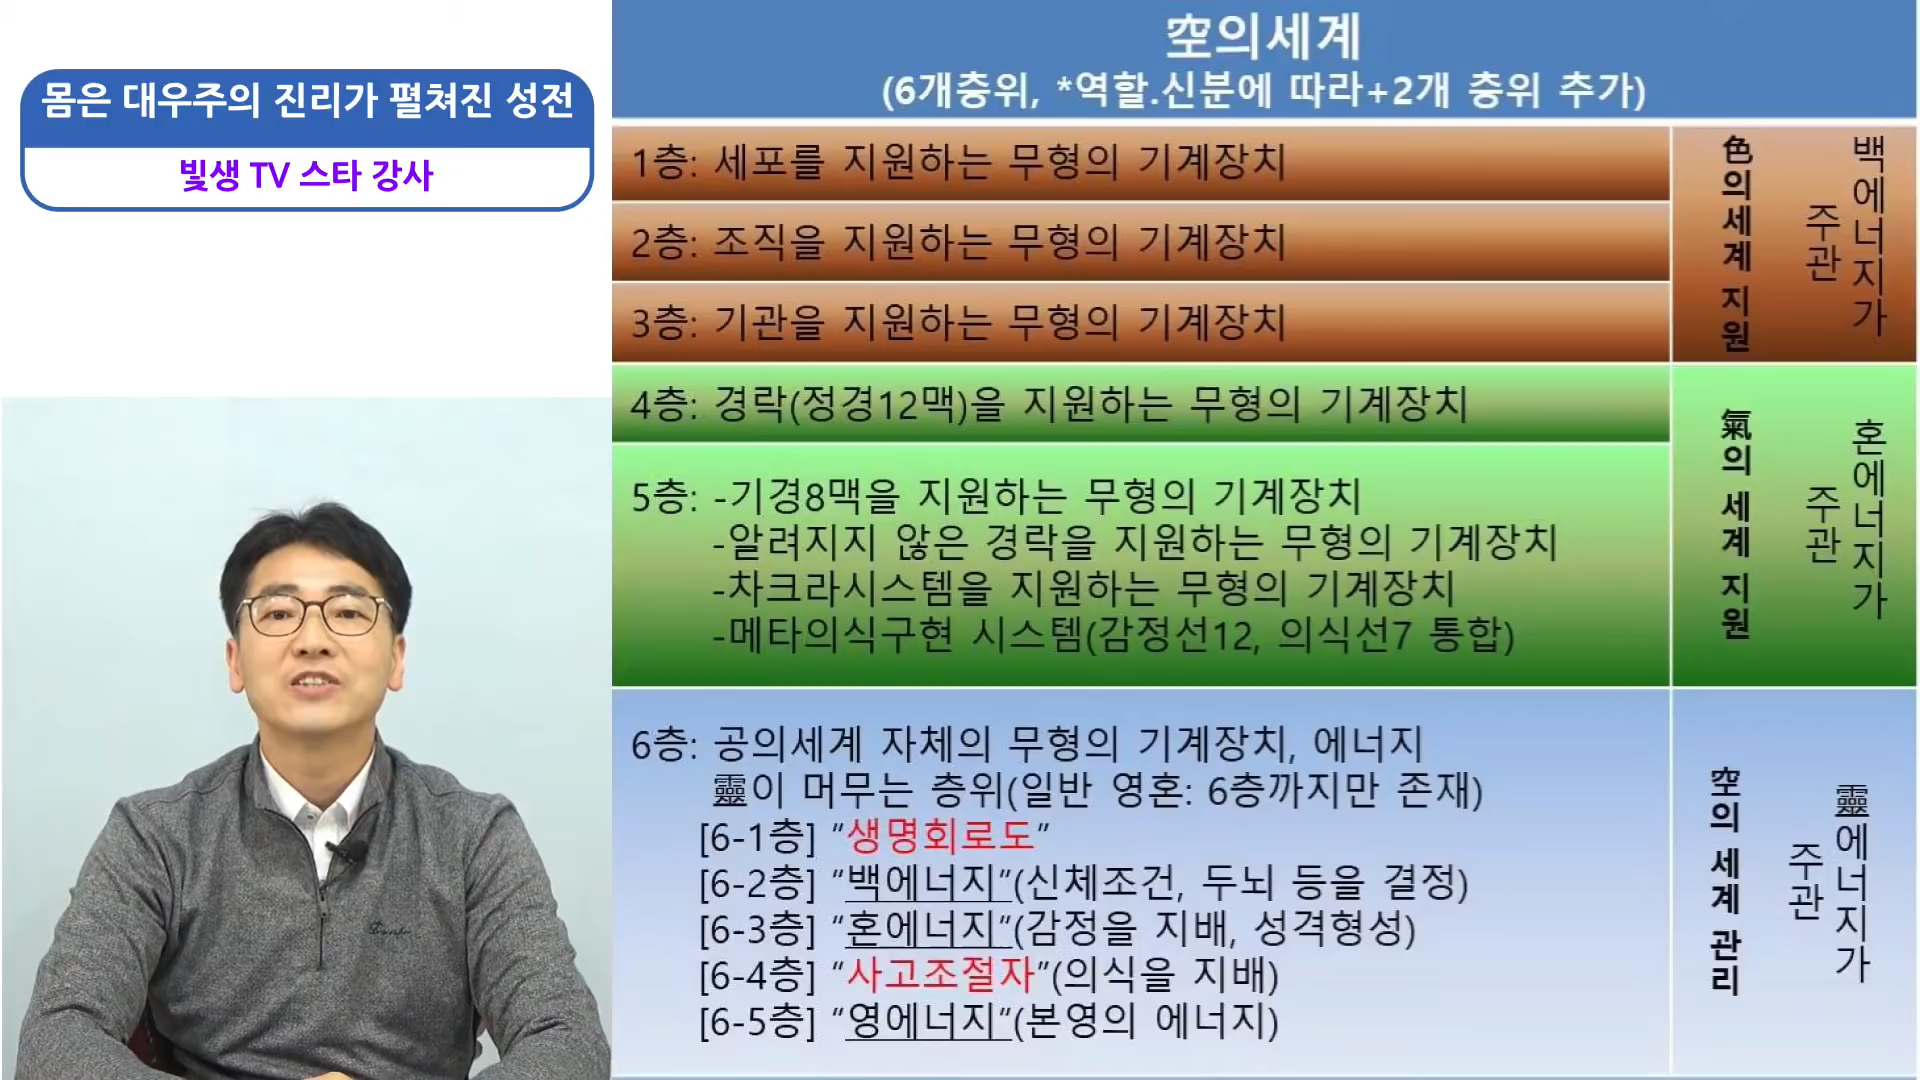 몸은 대우주의 진리가 펼쳐진 성전
빛생 TV 스타 강사
空의세계
(6개층위, *역할.신분에 따라+2개 층위 추가)
1층: 세포를 지원하는 무형의 기계장치
2층: 조직을 지원하는 무형의 기계장치
3층: 기관을 지원하는 무형의 기계장치
色의세계 지원
백에너지가
주관
4층: 경락(정경12맥)을 지원하는 무형의 기계장치
5층: -기경8맥을 지원하는 무형의 기계장치
-알려지지 않은 경락을 지원하는 무형의 기계장치
-차크라시스템을 지원하는 무형의 기계장치
-메타의식구현 시스템(감정선12, 의식선7 통합)
氣의 세계 지원
혼에너지가
주관
6층: 공의세계 자체의 무형의 기계장치, 에너지
靈이 머무는 층위(일반 영혼: 6층까지만 존재)
[6-1층] “생명회로도”
[6-2층] “백에너지”(신체조건, 두뇌 등을 결정)
[6-3층] “혼에너지”(감정을 지배, 성격형성)
[6-4층] “사고조절자”(의식을 지배)
[6-5층] “영에너지”(본영의 에너지)
空의 세계 관리
靈에너지가
주관